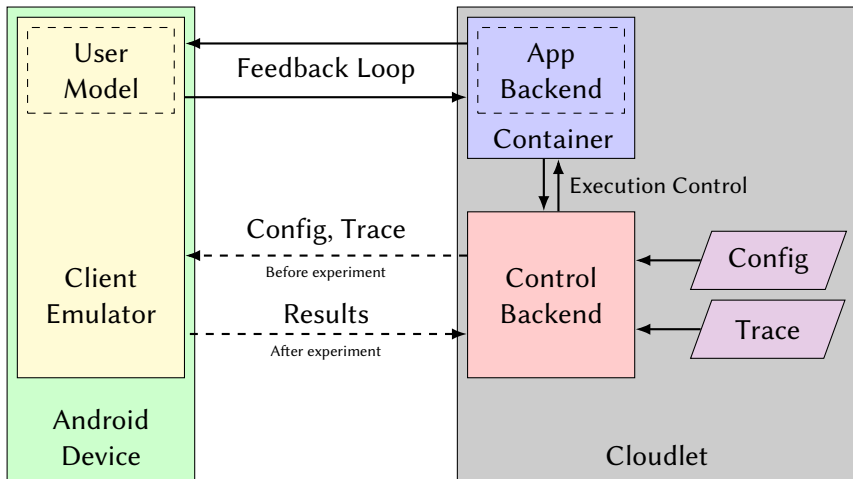 User
Model
Feedback Loop
App
Backend
Container
Execution Control
Config, Trace
Before experiment
Client
Emulator
Results
After experiment
Control
Backend
Config
Trace
Android
Device
Cloudlet